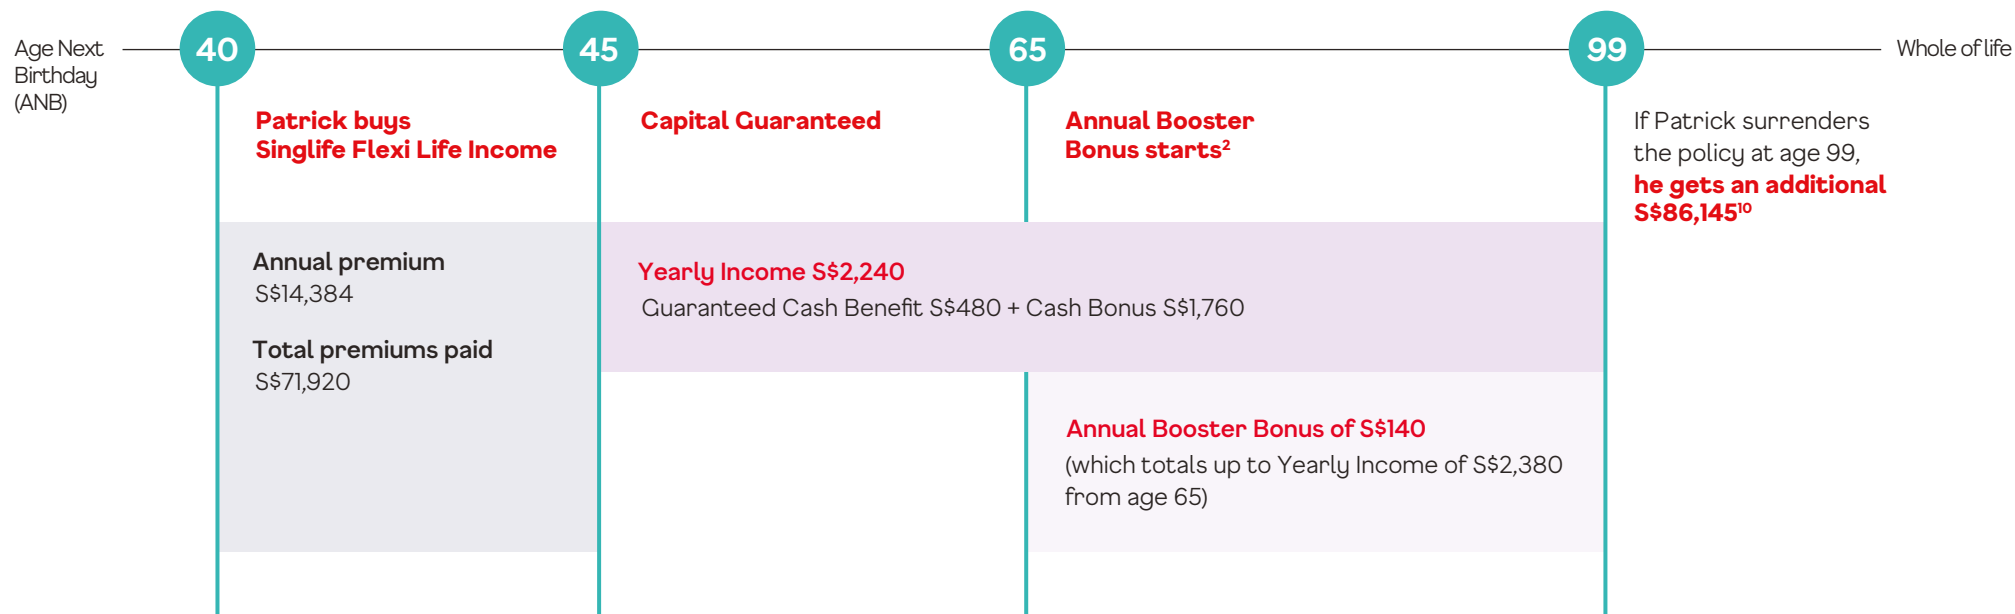 Age Next
Birthday
(ANB)
40
45
65
99
Whole of life
Patrick buys
Singlife Flexi Life Income
Capital Guaranteed
Annual Booster
Bonus starts²
If Patrick surrenders
the policy at age 99,
he gets an additional
S$86,145¹⁰
Annual premium
S$14,384
Total premiums paid
S$71,920
Yearly Income S$2,240
Guaranteed Cash Benefit S$480 + Cash Bonus S$1,760
Annual Booster Bonus of S$140
(which totals up to Yearly Income of S$2,380
from age 65)